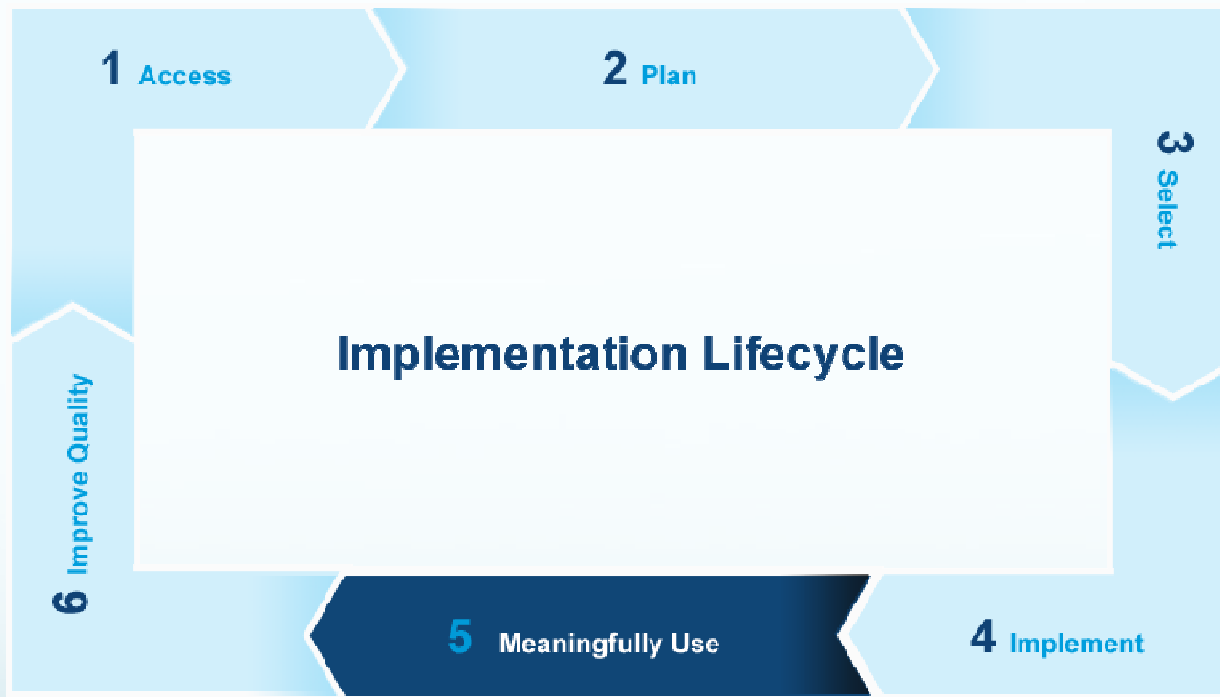 1 Access
2 Plan
3 Select
Implementation Lifecycle
4 Implement
5 Meaningfully Use
6 Improve Quality